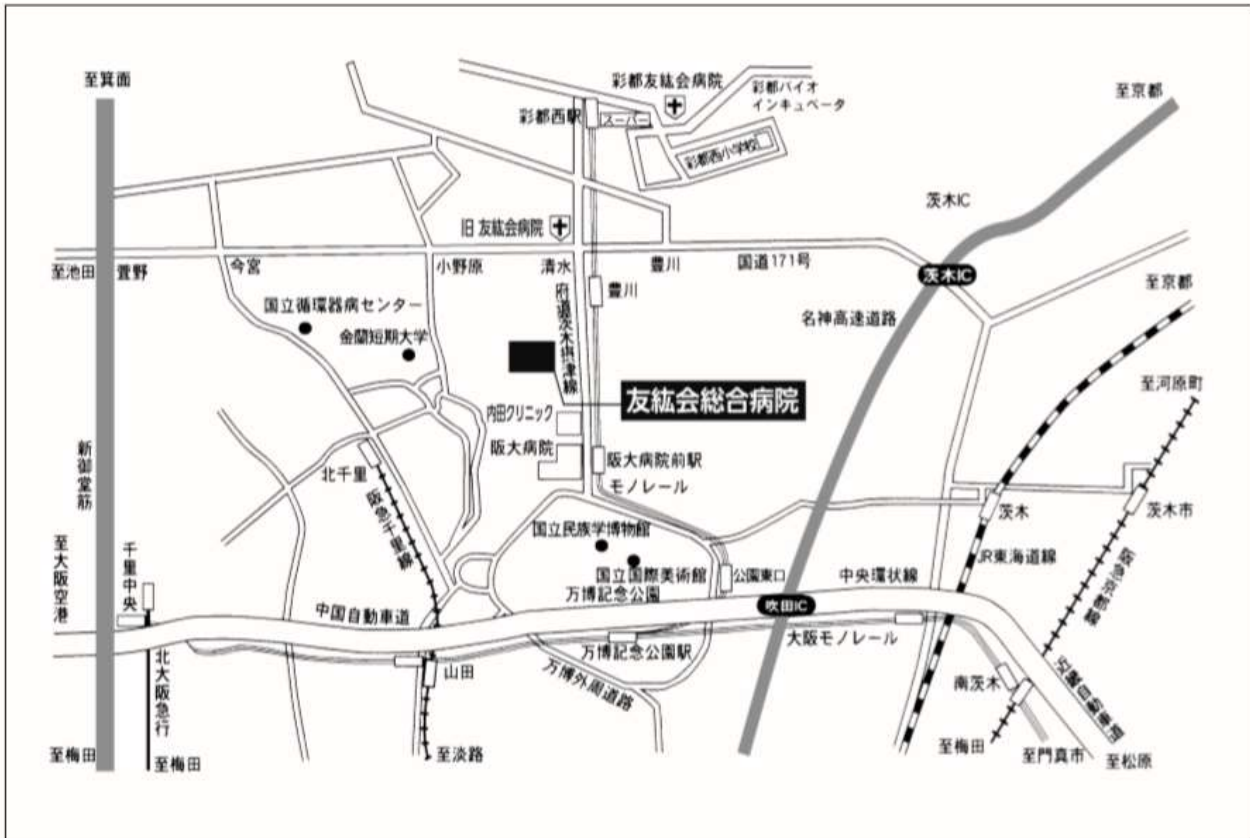 至箕面
彩都友紘会病院
彩都バイオ
インキュベータ
至京都
彩都西駅
スーパー
彩都西小学校
茨木IC
旧 友紘会病院
至池田
萱野
今宮
小野原
清水
豊川
国道171号
茨木IC
至京都
国立循環器病センター
豊川
府道茨木摂津線
名神高速道路
金蘭短期大学
至河原町
友紘会総合病院
内田クリニック
新御堂筋
阪大病院
阪大病院前駅
モノレール
北千里
阪急千里線
茨木
茨木市
国立民族学博物館
至大阪空港
千里中央
国立国際美術館
公園東口
中央環状線
JR東海道線
阪急京都線
万博記念公園
中国自動車道
吹田IC
大阪モノレール
万博記念公園駅
北大阪急行
山田
万博外周道路
南茨木
近畿自動車道
至梅田
至梅田
至淡路
至梅田
至門真市
至松原